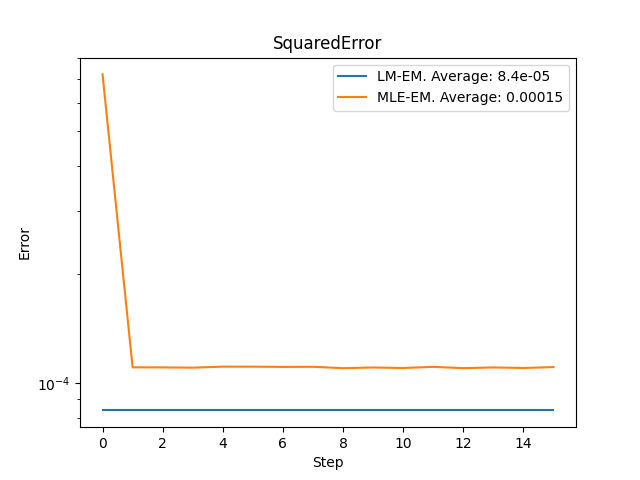 SquaredError
LM-EM. Average: 8.4e-05
MLE-EM. Average: 0.00015
Error
10⁻⁴
0 2 4 6 8 10 12 14
Step